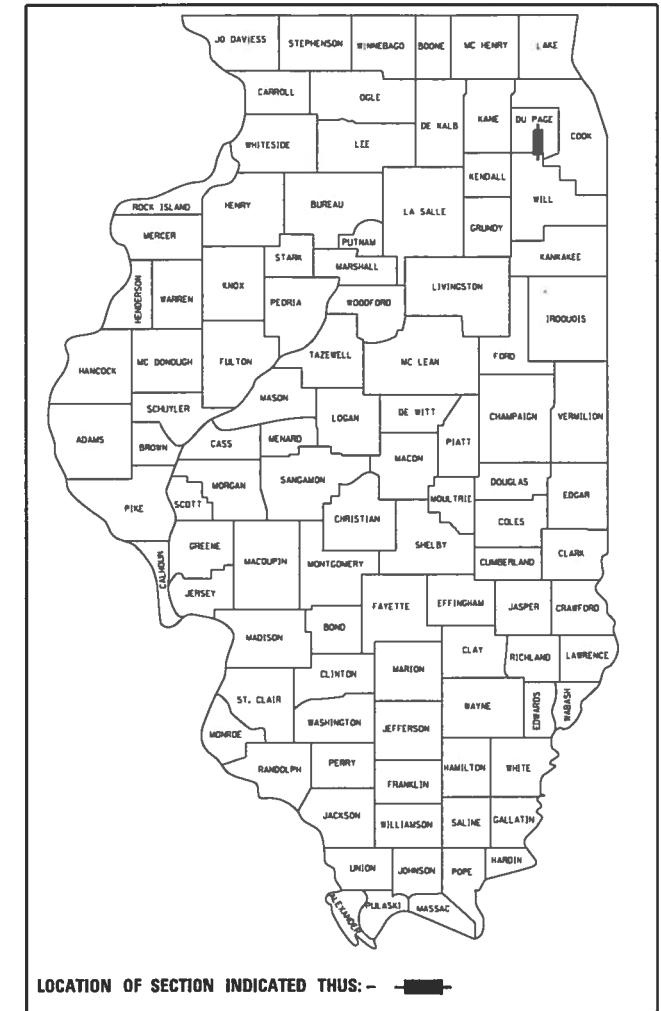 JO DAVIESS STEPHENSON WINNEBAGO BOONE MC HENRY LAKE
CARROLL OGLE DE KALB KANE DU PAGE COOK
WHITESIDE LEE
KENDALL WILL
ROCK ISLAND HENRY BUREAU LA SALLE
MERCER PUTNAM GRUNDY
STARK MARSHALL KANKAKEE
HENDERSON WARREN KNOX PEORIA WOODFORD LIVINGSTON IROQUOIS
HANCOCK MC DONOUGH FULTON TAZEWELL MC LEAN FORD
MASON
SCHUYLER LOGAN DE WITT CHAMPAIGN VERMILION
ADAMS BROWN CASS MENARD MACON PIATT
PIKE SCOTT MORGAN SANGAMON MOULTRIE DOUGLAS EDGAR
CHRISTIAN COLES
CALHOUN GREENE MACOUPIN MONTGOMERY SHELBY CUMBERLAND CLARK
JERSEY FAYETTE EFFINGHAM JASPER CRAWFORD
MADISON BOND
CLINTON MARION CLAY RICHLAND LAWRENCE
ST. CLAIR WAYNE EDWARDS WABASH
MONROE WASHINGTON JEFFERSON
RANDOLPH PERRY FRANKLIN HAMILTON WHITE
JACKSON WILLIAMSON SALINE GALLATIN
UNION JOHNSON POPE HARDIN
ALEXANDER PULASKI MASSAC
LOCATION OF SECTION INDICATED THUS: -